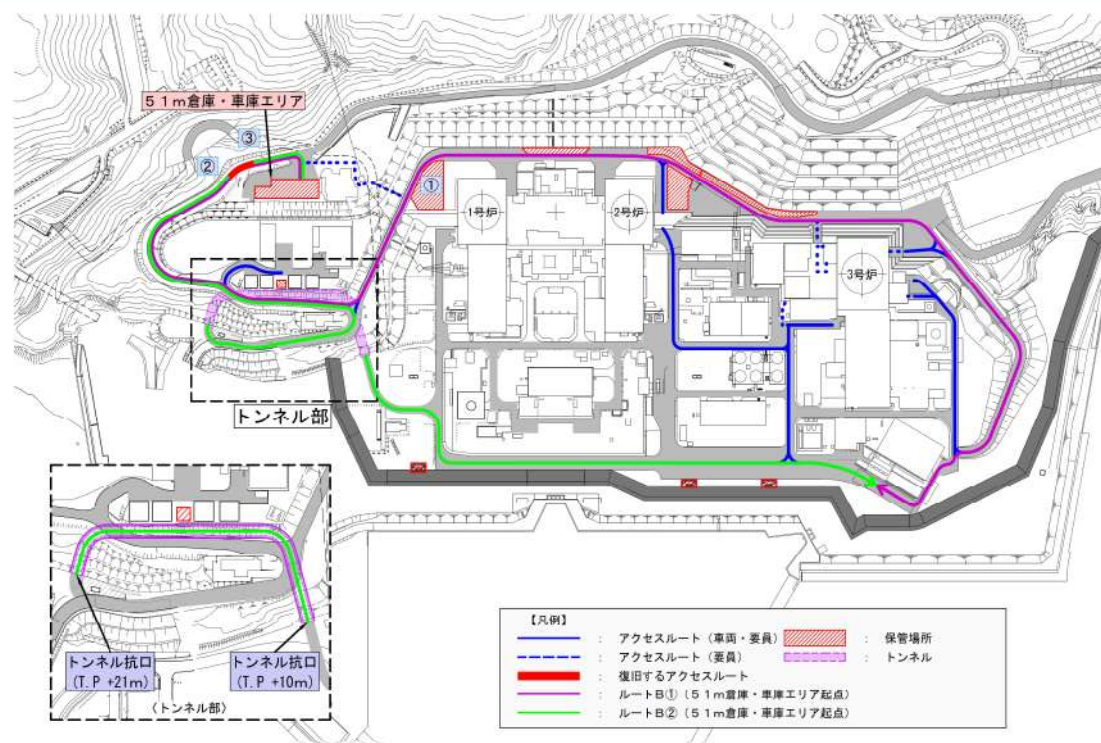 ５１ｍ倉庫・車庫エリア
③
②
①
1号炉
2号炉
3号炉
トンネル部
トンネル抗口
(T.P +21m)
トンネル抗口
(T.P +10m)
〈トンネル部〉
【凡例】
： アクセスルート（車両・要員）
： 保管場所
： アクセスルート（要員）
： トンネル
： 復旧するアクセスルート
： ルートＢ①（５１ｍ倉庫・車庫エリア起点）
： ルートＢ②（５１ｍ倉庫・車庫エリア起点）